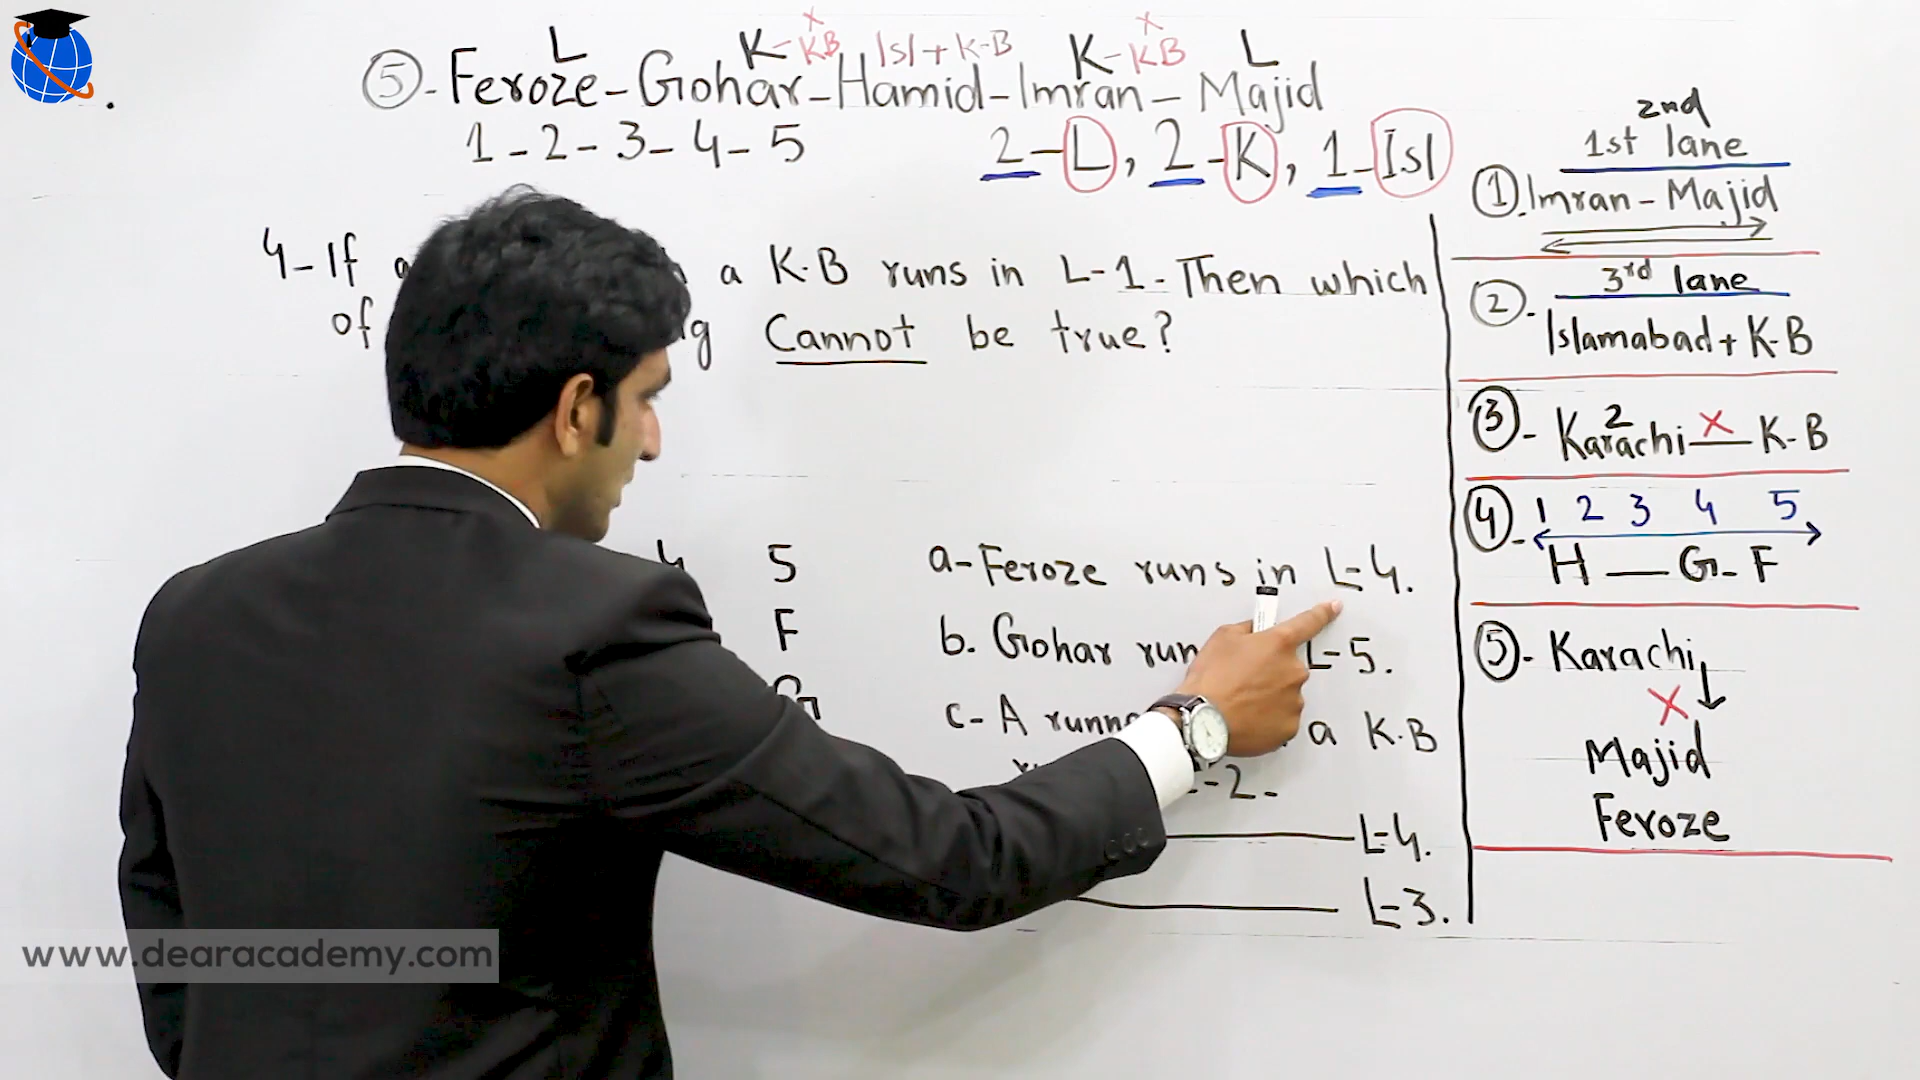 L K-KB Isl+K-B K-KB L
x x
5-Feroze-Gohar-Hamid-Imran-Majid
1-2-3-4-5 2-L, 2-K, 1-Isl
4-If a K.B runs in L-1. Then which
of Cannot be true?
4 5
F
G
a-Feroze runs in L-4.
b. Gohar run L-5.
c-A a K.B
-2.
L-4.
L-3.
2nd
1st lane
1. Imran-Majid
3rd lane
2- Islamabad+K-B
2
3- Karachi x K-B
1 2 3 4 5
4- H — G-F
5- Karachi
x
Majid
Feroze
www.dearacademy.com